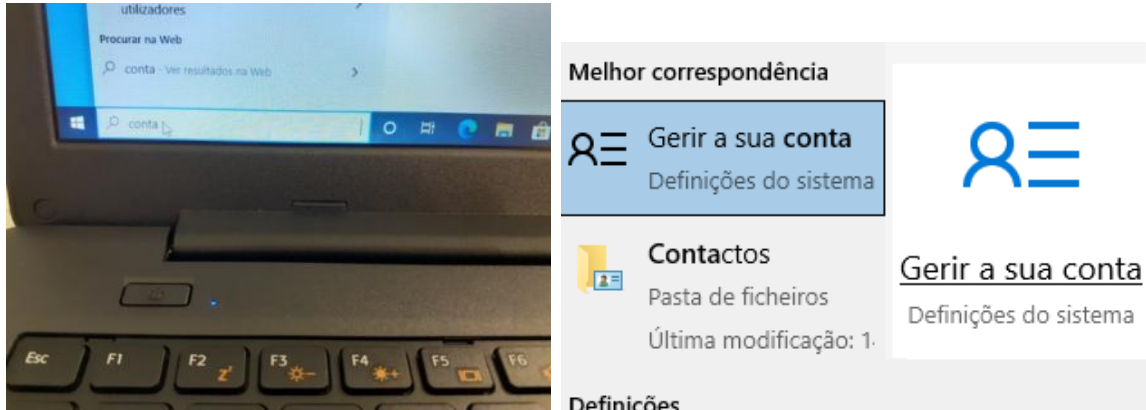 utilizadores
Procurar na Web
conta - Ver resultados na Web
conta
Esc
F1
F2
z
F3
F4
F5
F6
Melhor correspondência
Gerir a sua conta
Definições do sistema
Contactos
Pasta de ficheiros
Última modificação: 1
Definições
Gerir a sua conta
Definições do sistema